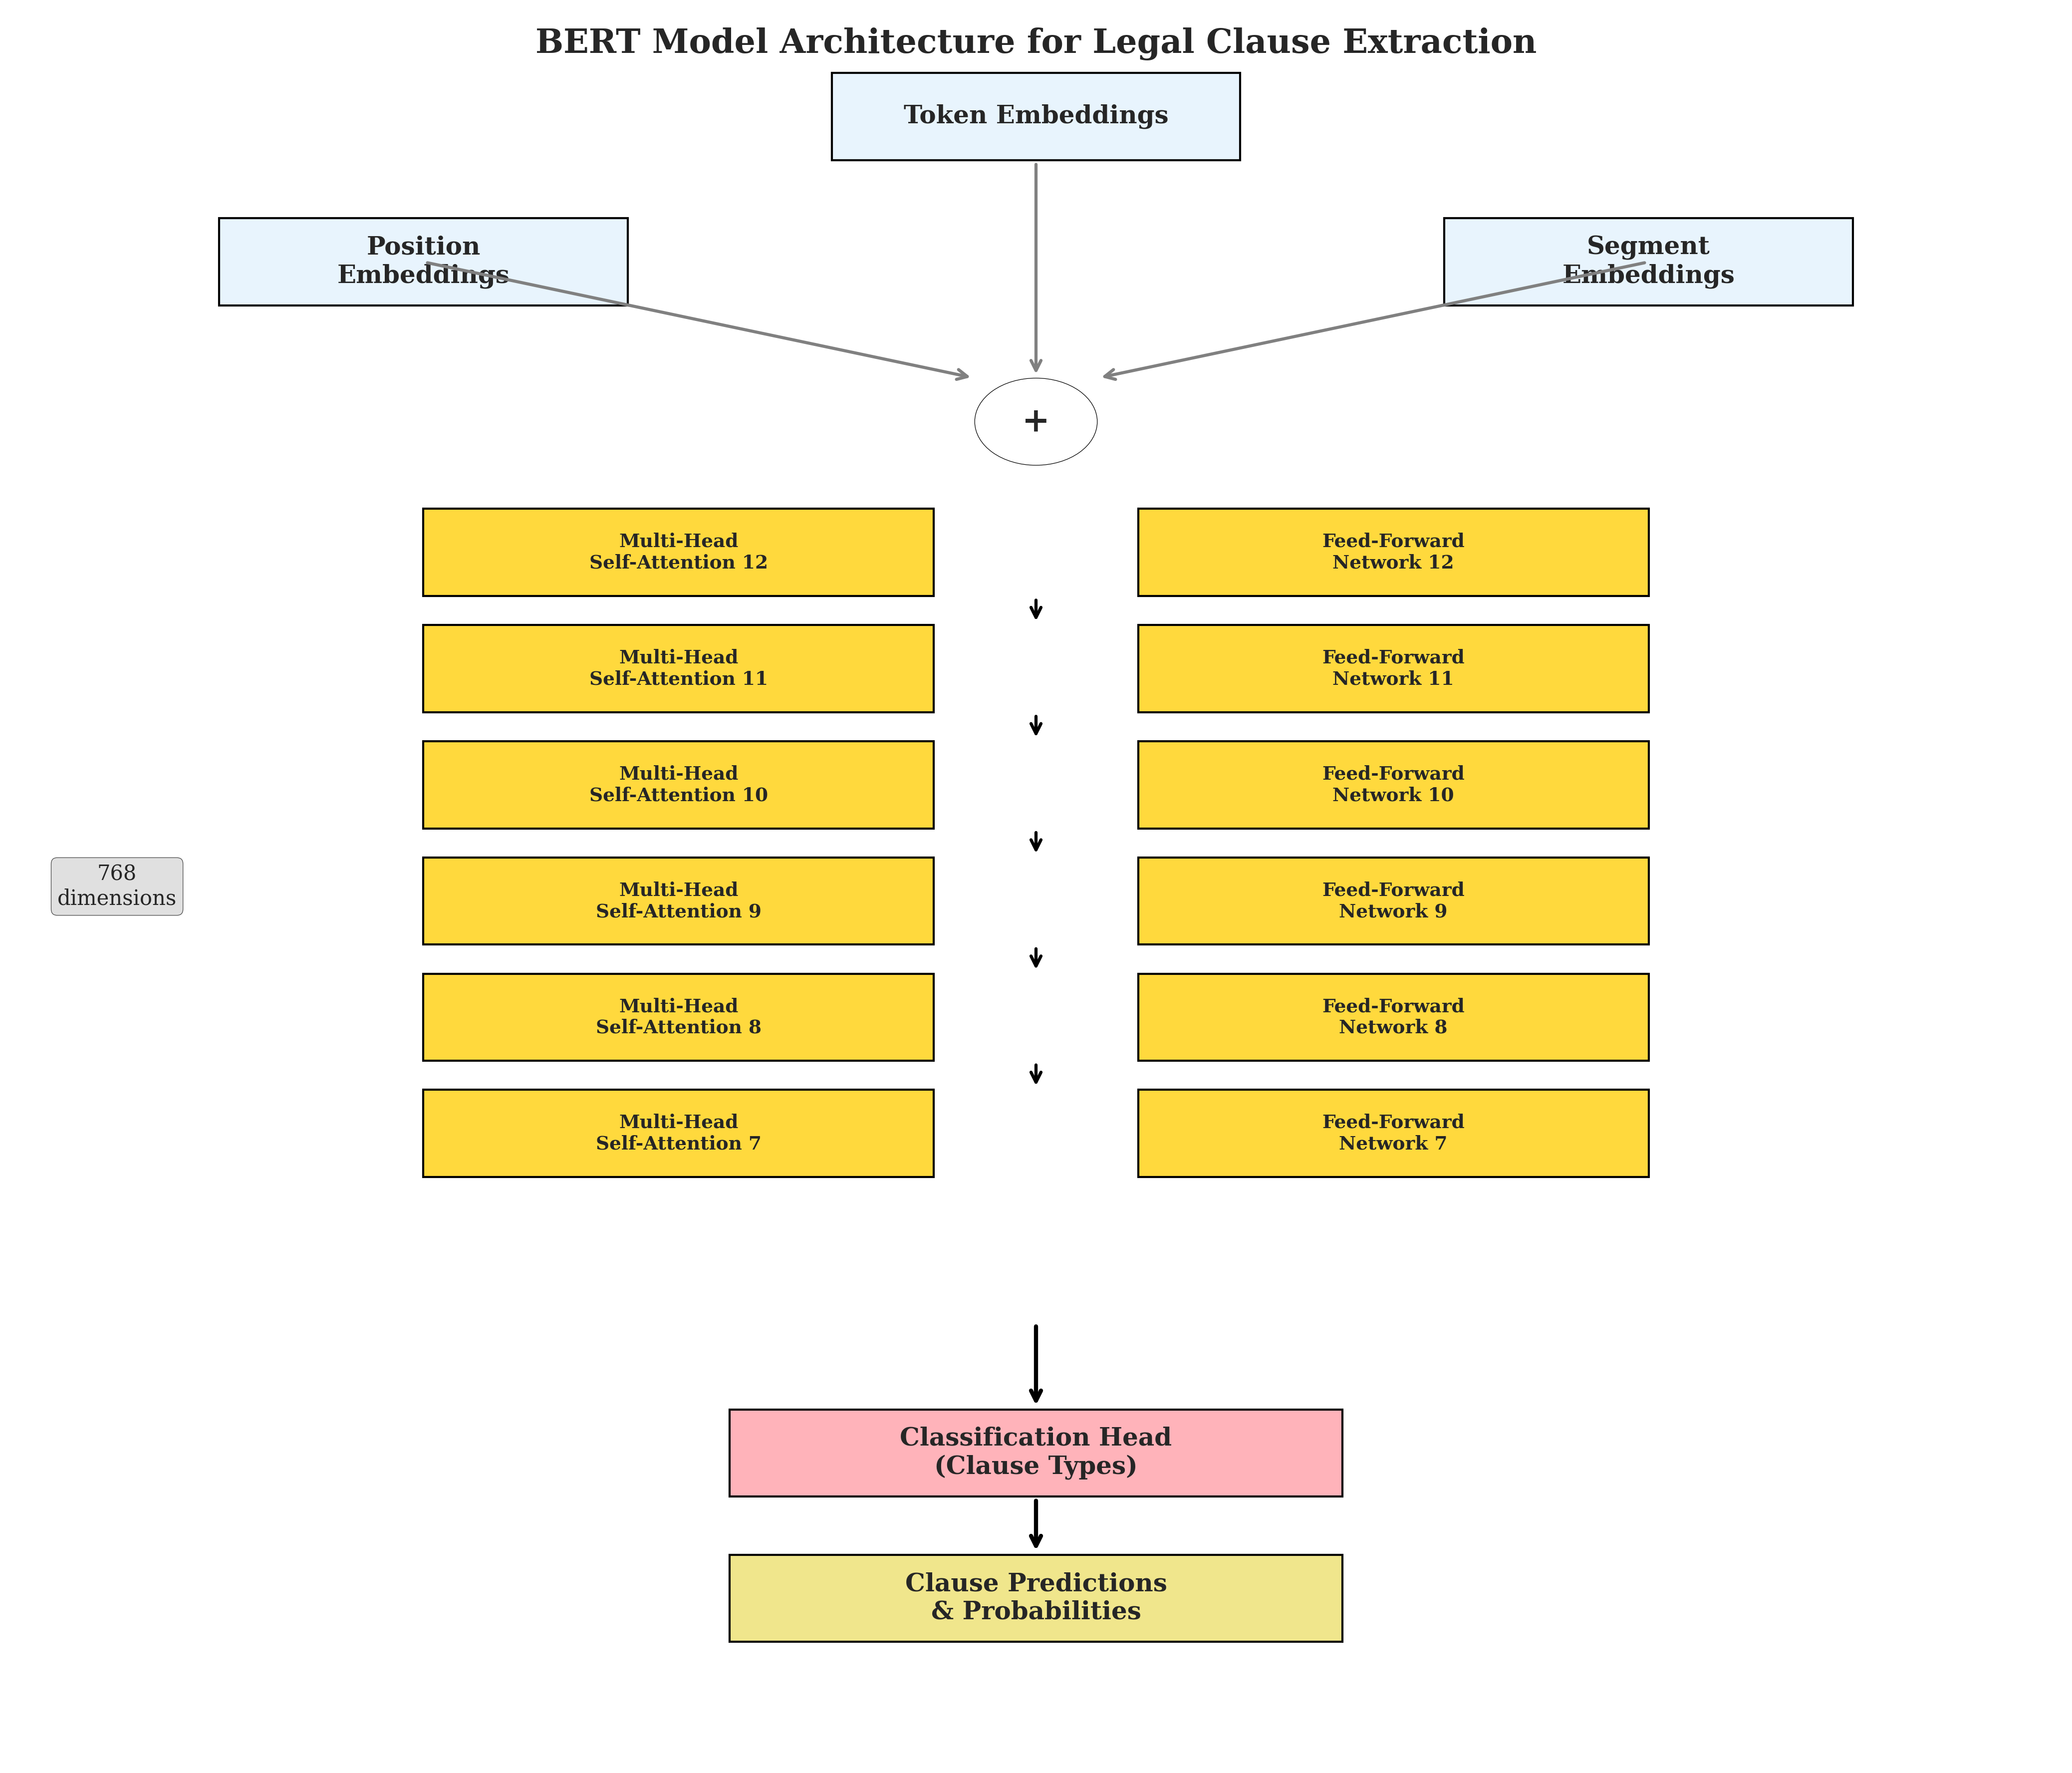 BERT Model Architecture for Legal Clause Extraction
Token Embeddings
Position
Embeddings
Segment
Embeddings
+
Multi-Head
Self-Attention 12
Feed-Forward
Network 12
Multi-Head
Self-Attention 11
Feed-Forward
Network 11
Multi-Head
Self-Attention 10
Feed-Forward
Network 10
768
dimensions
Multi-Head
Self-Attention 9
Feed-Forward
Network 9
Multi-Head
Self-Attention 8
Feed-Forward
Network 8
Multi-Head
Self-Attention 7
Feed-Forward
Network 7
Classification Head
(Clause Types)
Clause Predictions
& Probabilities